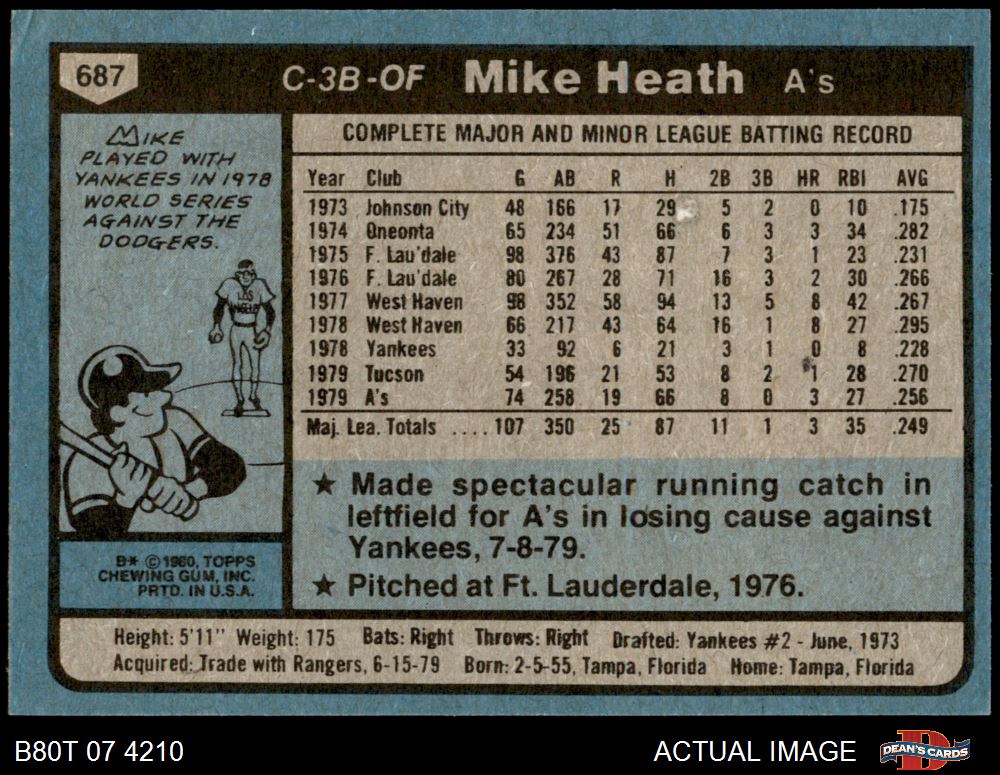 687
C-3B-OF Mike Heath A's
MIKE
PLAYED WITH
YANKEES IN 1978
WORLD SERIES
AGAINST THE
DODGERS.
LOS
ANGELES
B* © 1980, TOPPS
CHEWING GUM, INC.
PRTD. IN U.S.A.
COMPLETE MAJOR AND MINOR LEAGUE BATTING RECORD
Year Club G AB R H 2B 3B HR RBI AVG
1973 Johnson City 48 166 17 29 5 2 0 10 .175
1974 Oneonta 65 234 51 66 6 3 3 34 .282
1975 F. Lau'dale 98 376 43 87 7 3 1 23 .231
1976 F. Lau'dale 80 267 28 71 16 3 2 30 .266
1977 West Haven 98 352 58 94 13 5 8 42 .267
1978 West Haven 66 217 43 64 16 1 8 27 .295
1978 Yankees 33 92 6 21 3 1 0 8 .228
1979 Tucson 54 196 21 53 8 2 1 28 .270
1979 A's 74 258 19 66 8 0 3 27 .256
Maj. Lea. Totals .... 107 350 25 87 11 1 3 35 .249
★ Made spectacular running catch in
leftfield for A's in losing cause against
Yankees, 7-8-79.
★ Pitched at Ft. Lauderdale, 1976.
Height: 5'11" Weight: 175 Bats: Right Throws: Right Drafted: Yankees #2 - June, 1973
Acquired: Trade with Rangers, 6-15-79 Born: 2-5-55, Tampa, Florida Home: Tampa, Florida
B80T 07 4210
ACTUAL IMAGE
DEAN'S CARDS